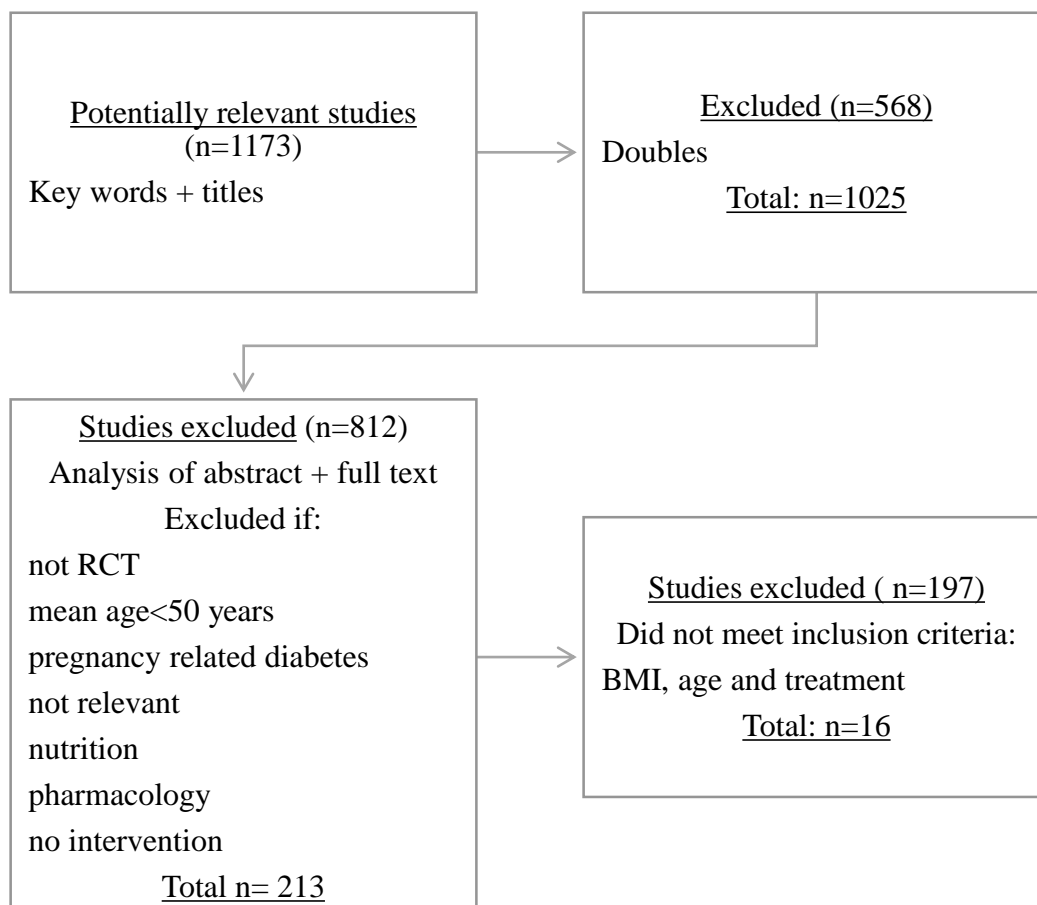 Potentially relevant studies
(n=1173)
Key words + titles
Excluded (n=568)
Doubles
Total: n=1025
Studies excluded (n=812)
Analysis of abstract + full text
Excluded if:
not RCT
mean age<50 years
pregnancy related diabetes
not relevant
nutrition
pharmacology
no intervention
Total n= 213
Studies excluded ( n=197)
Did not meet inclusion criteria:
BMI, age and treatment
Total: n=16